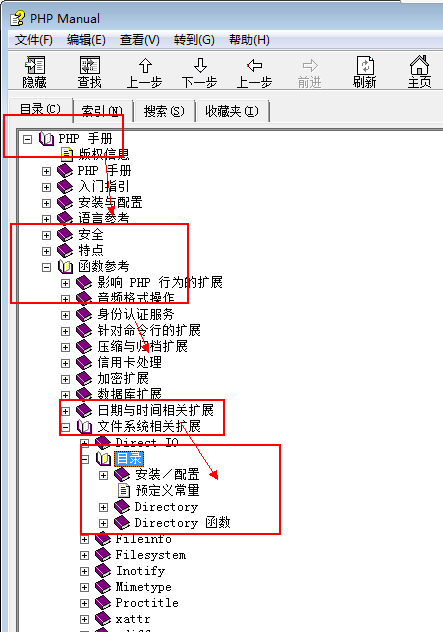 PHP Manual
文件(F) 编辑(E) 查看(V) 转到(G) 帮助(H)
隐藏 查找 上一步 下一步 上一步 前进 刷新 主页
目录(C) 索引(N) 搜索(S) 收藏夹(I)
PHP 手册
版权信息
PHP 手册
入门指引
安装与配置
语言参考
安全
特点
函数参考
影响 PHP 行为的扩展
音频格式操作
身份认证服务
针对命令行的扩展
压缩与归档扩展
信用卡处理
加密扩展
数据库扩展
日期与时间相关扩展
文件系统相关扩展
Direct IO
目录
安装／配置
预定义常量
Directory
Directory 函数
Fileinfo
Filesystem
Inotify
Mimetype
Proctitle
xattr